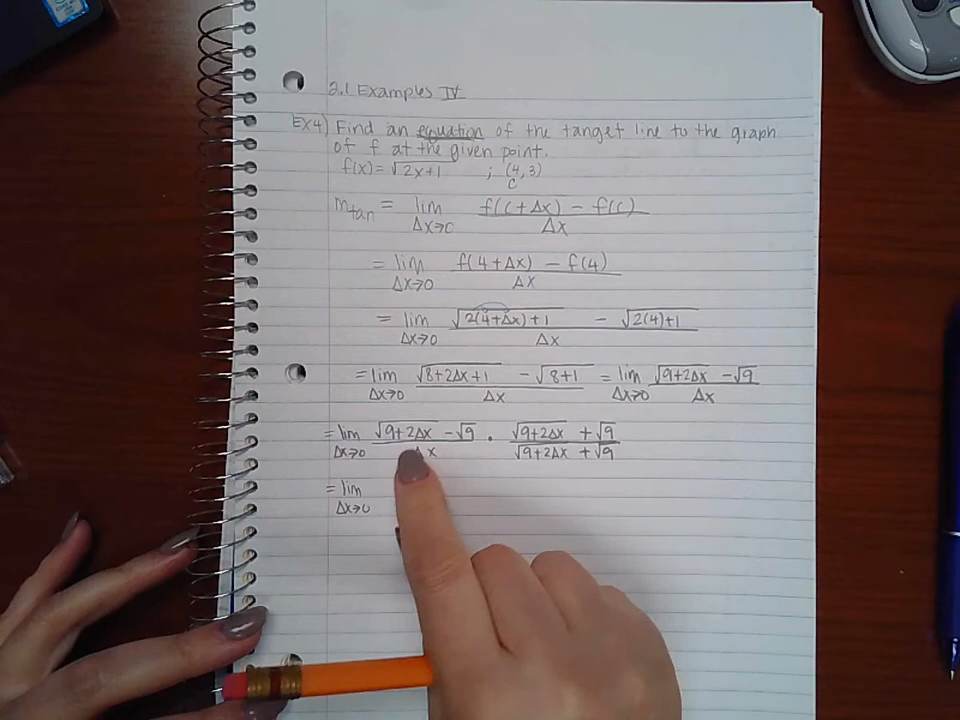 2.1 Examples IV
Ex4) Find an equation of the tanget line to the graph
of f at the given point.
f(x) = √2x+1 ; (4,3)
c
mtan = lim Δx→0 f(c+Δx) - f(c) / Δx
= lim Δx→0 f(4+Δx) - f(4) / Δx
= lim Δx→0 √2(4+Δx)+1 - √2(4)+1 / Δx
= lim Δx→0 √8+2Δx+1 - √8+1 / Δx = lim Δx→0 √9+2Δx - √9 / Δx
= lim Δx→0 √9+2Δx - √9 / Δx · √9+2Δx + √9 / √9+2Δx + √9
= lim Δx→0